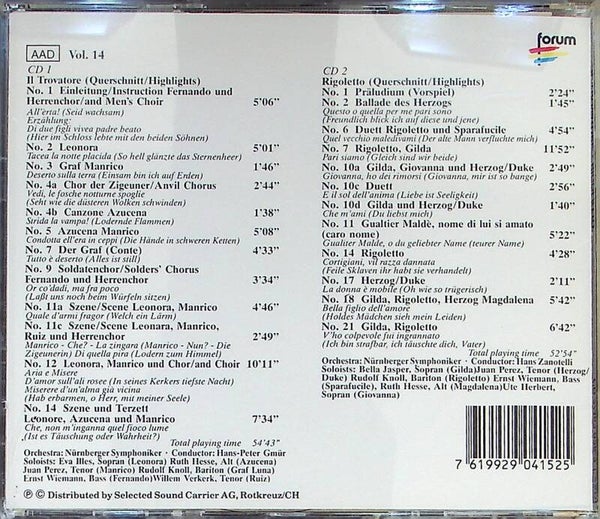 AAD Vol. 14
CD 1
Il Trovatore (Querschnitt/Highlights)
No. 1 Einleitung/Instruction Fernando und
Herrenchor/and Men's Choir 5'06"
All'erta! (Seid wachsam)
Erzählung:
Di due figli vivea padre beato
(Hier im Schloss lebte mit den beiden Söhnen)
No. 2 Leonora 5'01"
Tacea la notte placida (So hell glänzte das Sternenheer)
No. 3 Graf Manrico 1'46"
Deserto sulla terra (Einsam bin ich auf Erden)
No. 4a Chor der Zigeuner/Anvil Chorus 2'44"
Vedi, le fosche notturne spoglie
(Seht wie die düsteren Wolken schwinden)
No. 4b Canzone Azucena 1'38"
Strida la vampa! (Lodernde Flammen)
No. 5 Azucena Manrico 5'08"
Condotta ell'era in ceppi (Die Hände in schweren Ketten)
No. 7 Der Graf (Conte) 4'33"
Tutto è deserto (Alles ist still)
No. 9 Soldatenchor/Solders' Chorus
Fernando und Herrenchor 3'34"
Or co'dadi, ma fra poco
(Laßt uns noch beim Würfeln sitzen)
No. 11a Szene/Scene Leonora, Manrico 4'46"
Quale d'armi fragor (Welch ein Lärm)
No. 11c Szene/Scene Leonara, Manrico,
Ruiz und Herrenchor 2'49"
Manrico - Che? - La zingara (Manrico - Nun? - Die
Zigeunerin) Di quella pira (Lodern zum Himmel)
No. 12 Leonora, Manrico und Chor/and Choir 10'11"
Aria e Misere
D'amor sull'ali rosee (In seines Kerkers tiefste Nacht)
Miserere d'un'alma già vicina
(Hab erbarmen, o Herr, mit meiner Seele)
No. 14 Szene und Terzett
Leonore, Azucena und Manrico 7'34"
Che, non m'inganna quel fioco lume
(Ist es Täuschung oder Wahrheit?)
Total playing time 54'43"
Orchestra: Nürnberger Symphoniker - Conductor: Hans-Peter Gmür
Soloists: Eva Illes, Sopran (Leonora) Ruth Hesse, Alt (Azucena)
Juan Perez, Tenor (Manrico) Rudolf Knoll, Bariton (Graf Luna)
Ernst Wiemann, Bass (Fernando)Willem Verkerk, Tenor (Ruiz)
Ⓟ © Distributed by Selected Sound Carrier AG, Rotkreuz/CH
forum
CD 2
Rigoletto (Querschnitt/Highlights)
No. 1 Präludium (Vorspiel) 2'24"
No. 2 Ballade des Herzogs 1'45"
Questo o quella per me pari sono
(Freundlich blick ich auf diese und jene)
No. 6 Duett Rigoletto und Sparafucile 4'54"
Quel vecchio maledivami (Der alte Mann verfluchte mich)
No. 7 Rigoletto, Gilda 11'52"
Pari siamo (Gleich sind wir beide)
No. 10a Gilda, Giovanna und Herzog/Duke 2'49"
Giovanna, ho dei rimorsi (Giovanna, mir ist so bange)
No. 10c Duett 2'56"
E il sol dell'anima (Liebe ist Seeligkeit)
No. 10d Gilda und Herzog/Duke 1'40"
Che m'ami (Du liebst mich)
No. 11 Gualtier Maldè, nome di lui si amato
(caro nome) 5'22"
Gualiter Malde, o du geliebter Name (teurer Name)
No. 14 Rigoletto 4'28"
Cortigiani, vil razza dannata
(Feile Sklaven ihr habt sie verhandelt)
No. 17 Herzog/Duke 2'11"
La donna è mobile (Oh wie so trügerisch)
No. 18 Gilda, Rigoletto, Herzog Magdalena 5'42"
Bella figlio dell'amore
(Holdes Mädchen sieh mein Leiden)
No. 21 Gilda, Rigoletto 6'42"
V'ho colpevole fui ingrannato
(Ich bin strafbar, ich täuschte dich, Vater)
Total playing time 52'54"
Orchestra: Nürnberger Symphoniker - Conductor: Hans Zanotelli
Soloists: Bella Jasper, Sopran (Gilda)Juan Perez, Tenor (Herzog/
Duke) Rudolf Knoll, Bariton (Rigoletto) Ernst Wiemann, Bass
(Sparafucile), Ruth Hesse, Alt (Magdalena)Ute Herbert,
Sopran (Giovanna)
7 619929 041525